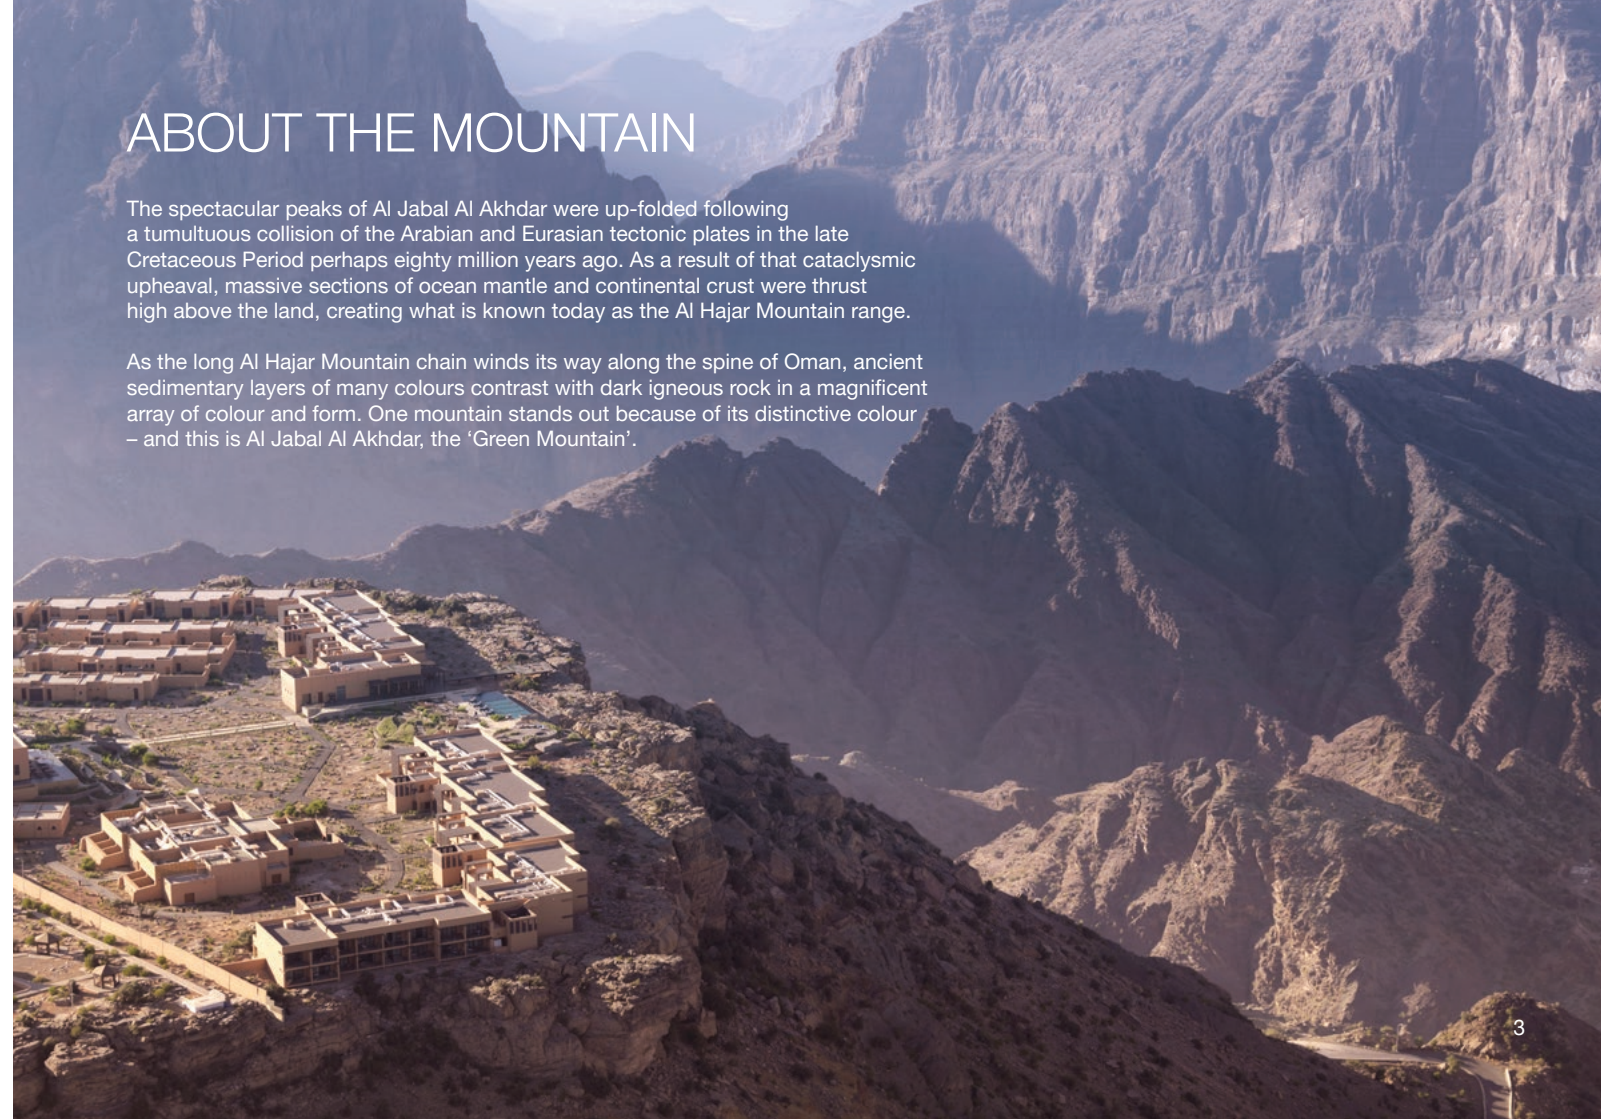 ABOUT THE MOUNTAIN
The spectacular peaks of Al Jabal Al Akhdar were up-folded following
a tumultuous collision of the Arabian and Eurasian tectonic plates in the late
Cretaceous Period perhaps eighty million years ago. As a result of that cataclysmic
upheaval, massive sections of ocean mantle and continental crust were thrust
high above the land, creating what is known today as the Al Hajar Mountain range.
As the long Al Hajar Mountain chain winds its way along the spine of Oman, ancient
sedimentary layers of many colours contrast with dark igneous rock in a magnificent
array of colour and form. One mountain stands out because of its distinctive colour
– and this is Al Jabal Al Akhdar, the ‘Green Mountain’.
3